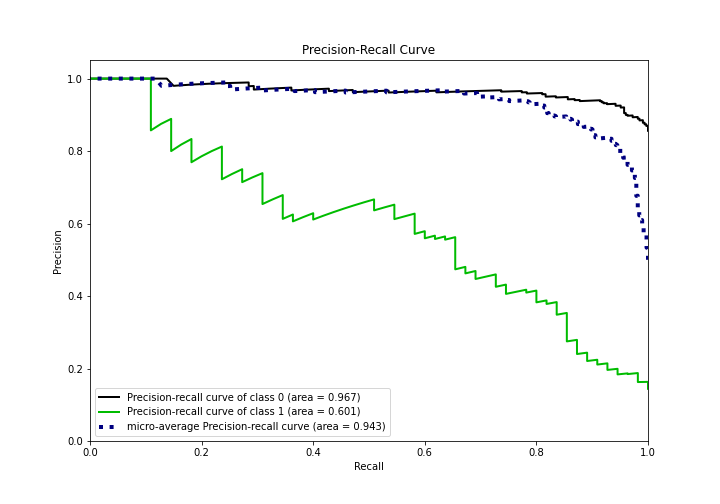 Precision-Recall Curve
1.0
0.8
0.6
0.4
0.2
0.0
Precision
Precision-recall curve of class 0 (area = 0.967)
Precision-recall curve of class 1 (area = 0.601)
micro-average Precision-recall curve (area = 0.943)
0.0 0.2 0.4 0.6 0.8 1.0
Recall